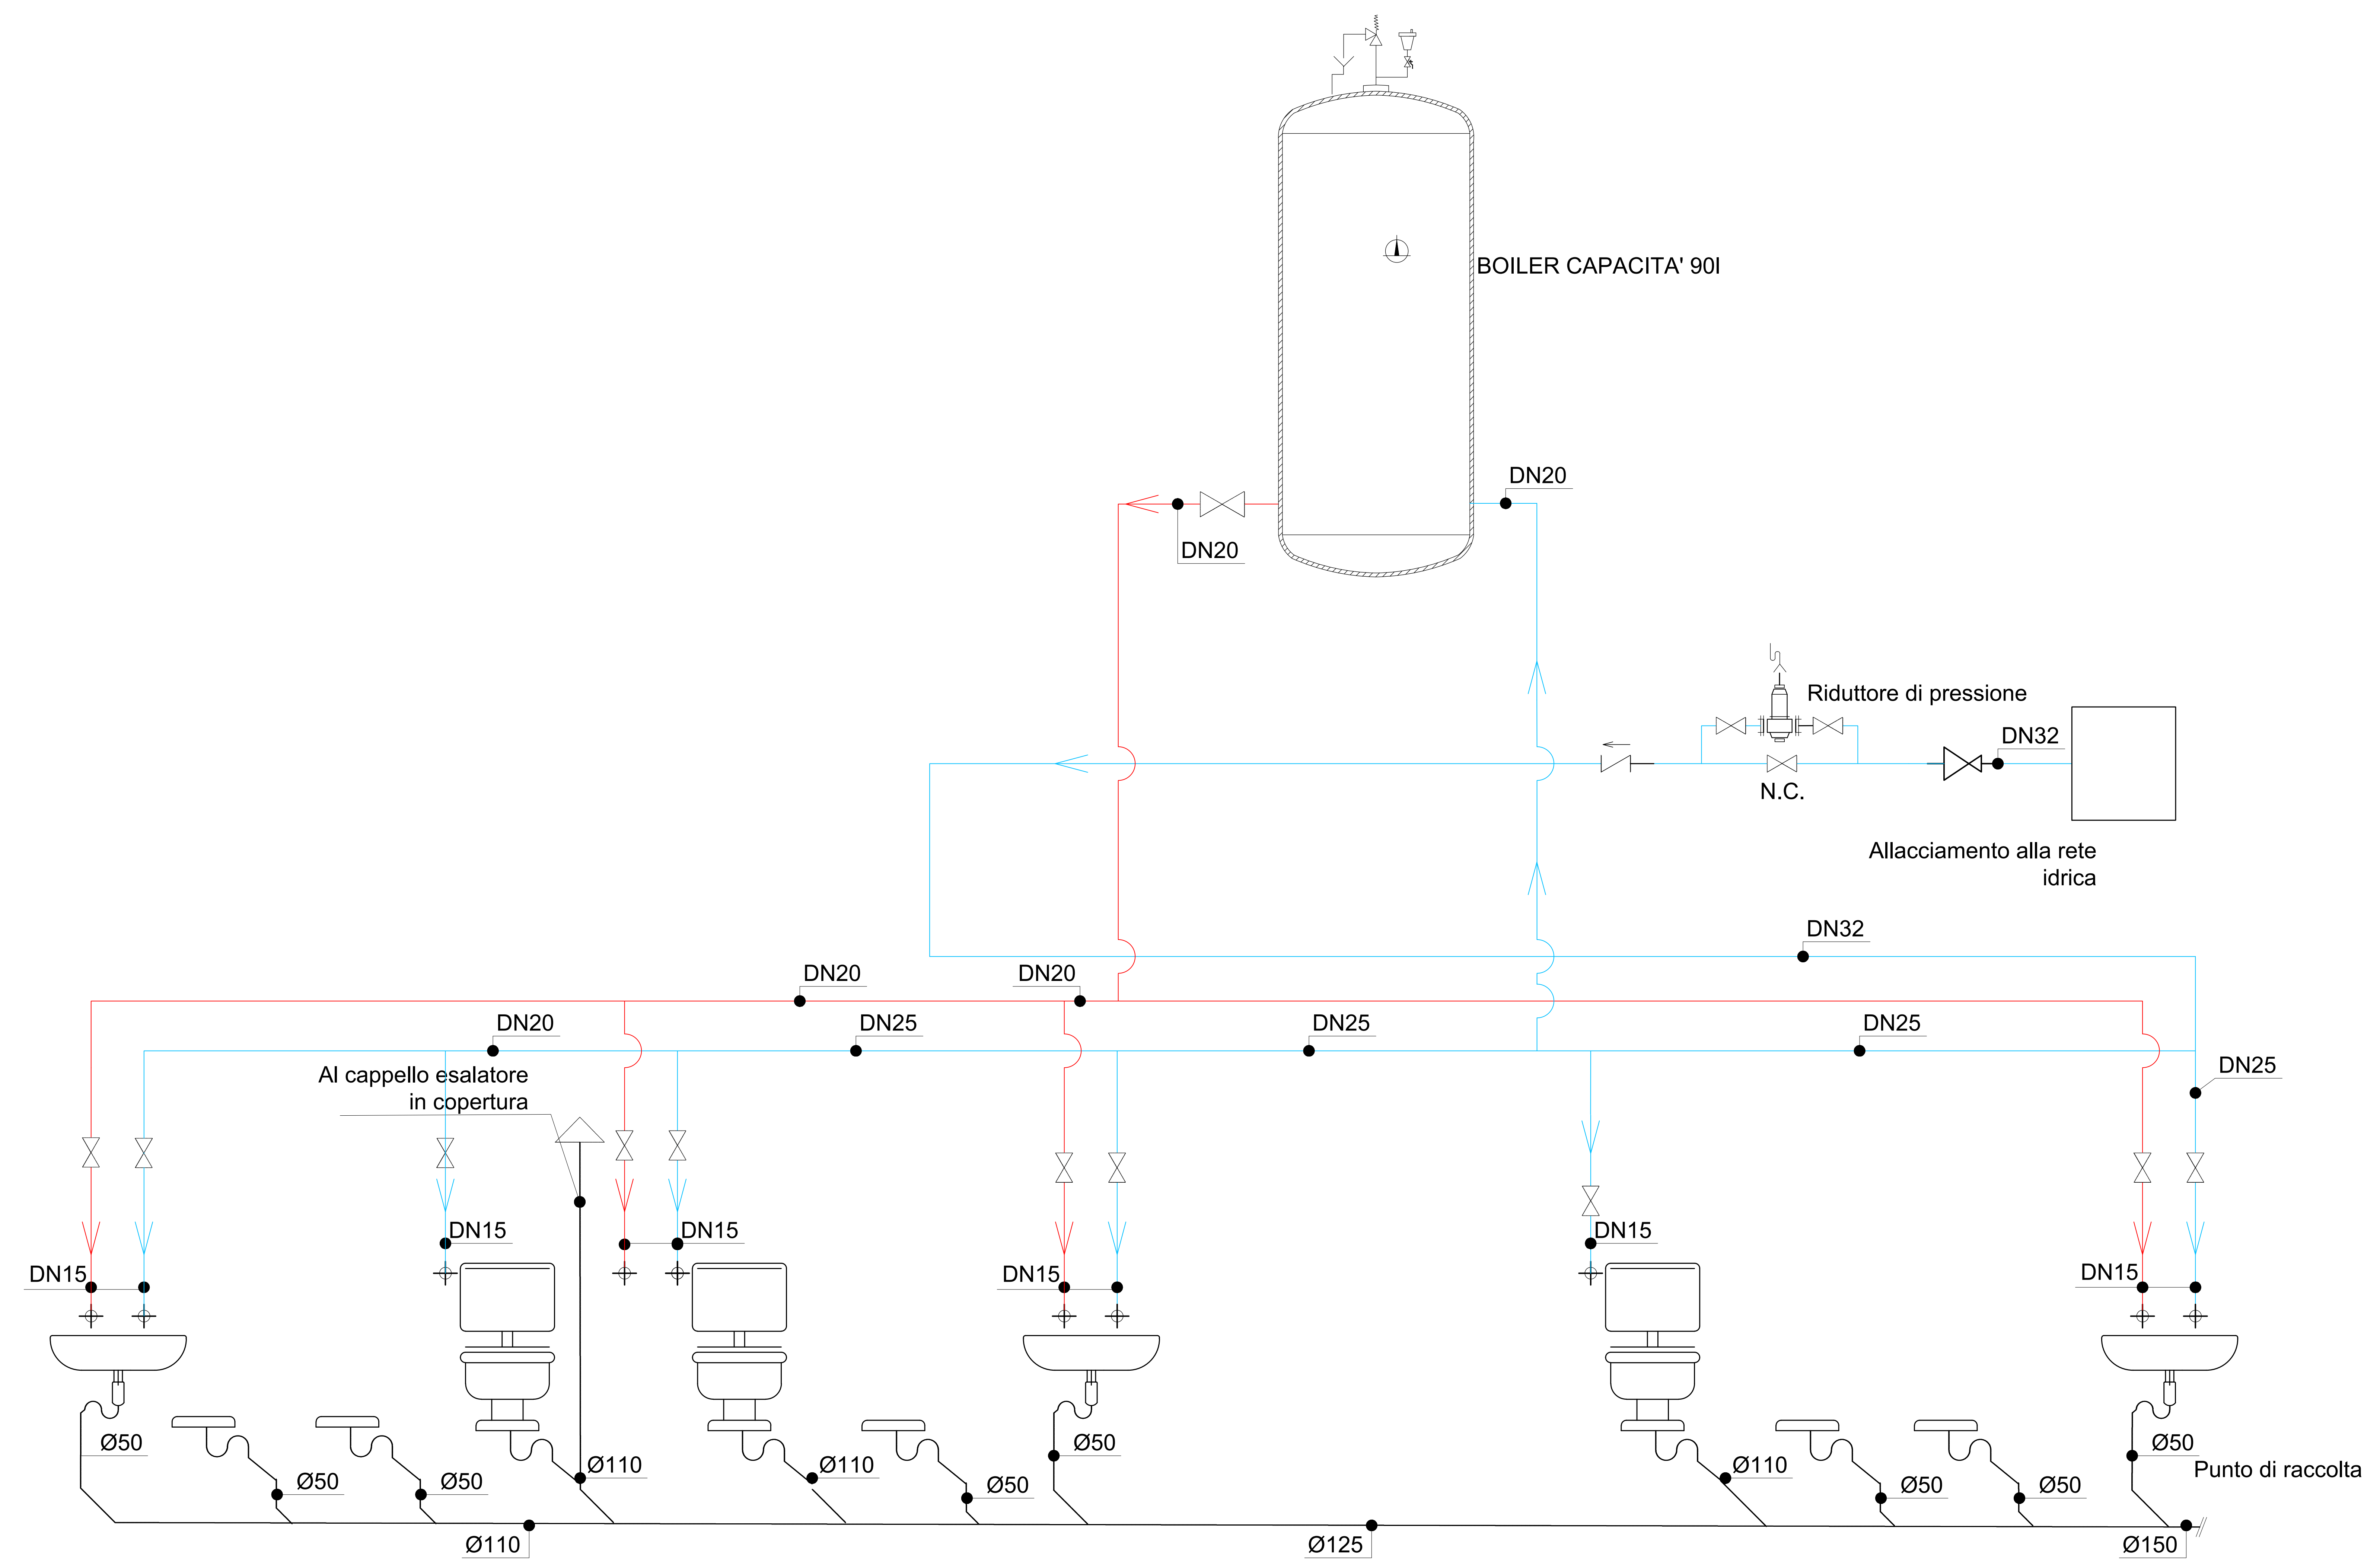 BOILER CAPACITA' 90l
DN20
DN20
Riduttore di pressione
DN32
N.C.
Allacciamento alla rete
idrica
DN32
DN20
DN20
DN20
DN25
DN25
DN25
Al cappello esalatore
in copertura
DN25
DN15
DN15
DN15
DN15
DN15
DN15
Ø50
Ø50
Ø50
Punto di raccolta
Ø110
Ø110
Ø110
Ø50
Ø50
Ø50
Ø50
Ø50
Ø110
Ø125
Ø150